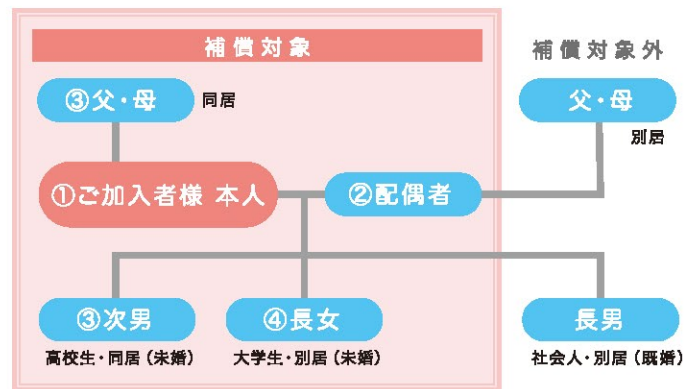 補償対象
補償対象外
③父・母
同居
父・母
別居
①ご加入者様 本人
②配偶者
③次男
④長女
長男
高校生・同居（未婚）
大学生・別居（未婚）
社会人・別居（既婚）